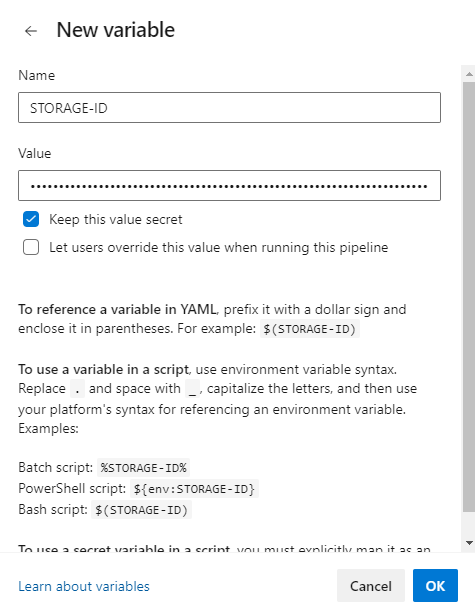 ← New variable
Name
STORAGE-ID
Value
••••••••••••••••••••••••••••••••••••••••••••••••••••••••••••••••••••••
Keep this value secret
Let users override this value when running this pipeline
To reference a variable in YAML, prefix it with a dollar sign and
enclose it in parentheses. For example: $(STORAGE-ID)
To use a variable in a script, use environment variable syntax.
Replace . and space with _, capitalize the letters, and then use
your platform's syntax for referencing an environment variable.
Examples:
Batch script: %STORAGE-ID%
PowerShell script: ${env:STORAGE-ID}
Bash script: $(STORAGE-ID)
To use a secret variable in a script, you must explicitly map it as an
Learn about variables
Cancel
OK